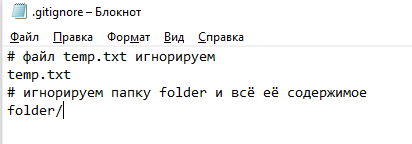 .gitignore – Блокнот
Файл Правка Формат Вид Справка
# файл temp.txt игнорируем
temp.txt
# игнорируем папку folder и всё её содержимое
folder/